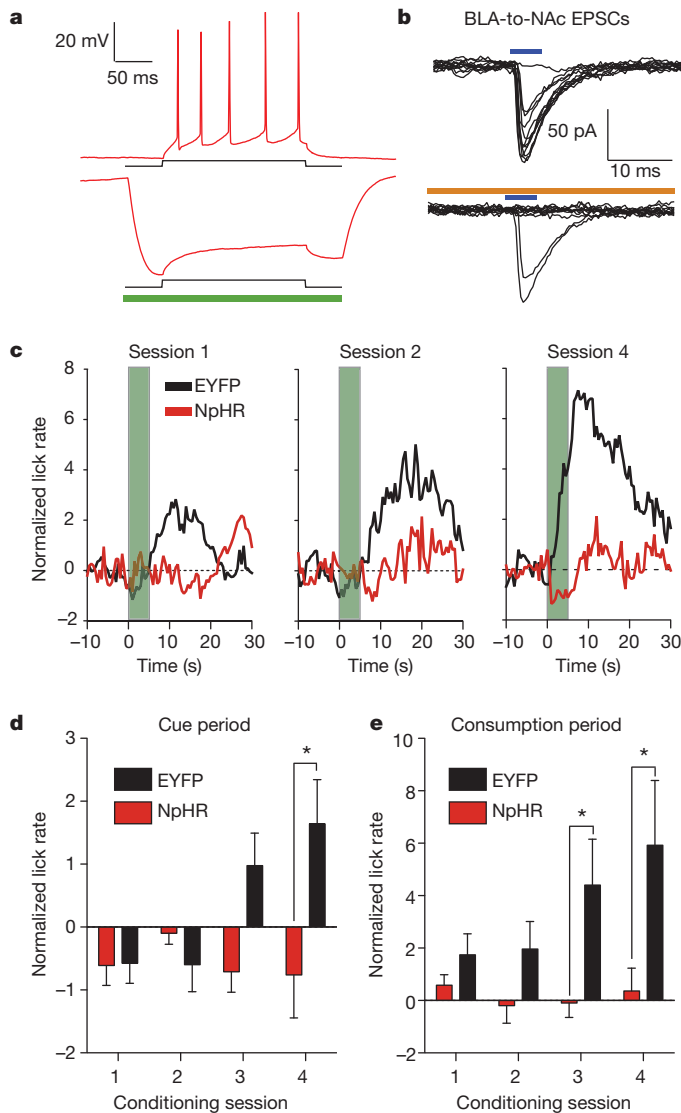 a
20 mV
50 ms
b
BLA-to-NAc EPSCs
50 pA
10 ms
c
Session 1
Session 2
Session 4
EYFP
NpHR
Normalized lick rate
8
6
4
2
0
−2
−10 0 10 20 30
−10 0 10 20 30
−10 0 10 20 30
Time (s)
Time (s)
Time (s)
d
Cue period
EYFP
NpHR
*
Normalized lick rate
3
2
1
0
−1
−2
1 2 3 4
Conditioning session
e
Consumption period
EYFP
NpHR
*
*
Normalized lick rate
10
8
6
4
2
0
−2
1 2 3 4
Conditioning session